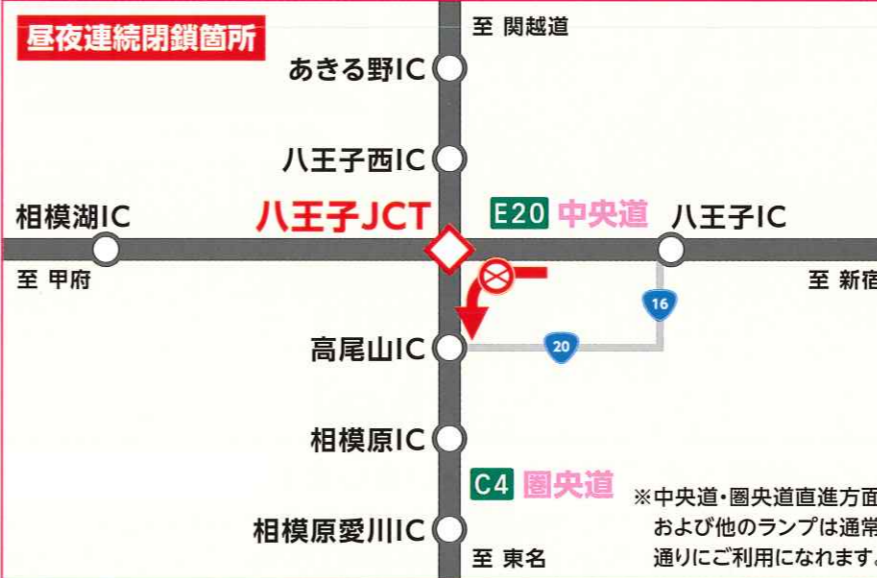 昼夜連続閉鎖箇所
至 関越道
あきる野IC
八王子西IC
相模湖IC
八王子JCT
E20 中央道
八王子IC
至 甲府
至 新宿
16
高尾山IC
20
相模原IC
C4 圏央道
※中央道・圏央道直進方面
および他のランプは通常
通りにご利用になれます。
相模原愛川IC
至 東名